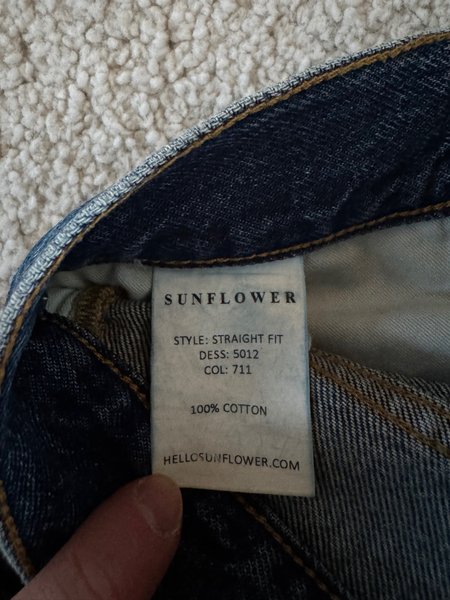 SUNFLOWER
STYLE: STRAIGHT FIT
DESS: 5012
COL: 711
100% COTTON
HELLOSUNFLOWER.COM